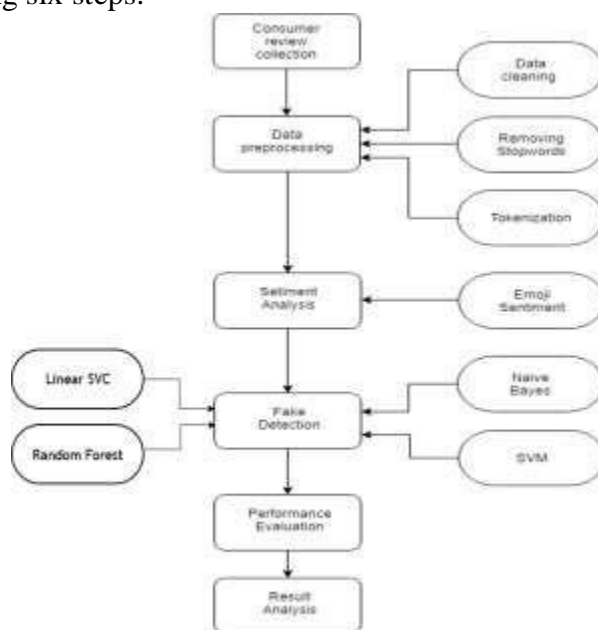 g six steps.
Consumer
review
collection
Data
cleaning
Data
preprocessing
Removing
Stopwords
Tokenization
Setiment
Analysis
Emoji
Sentiment
Linear SVC
Naive
Bayes
Fake
Detection
Random Forest
SVM
Performance
Evaluation
Result
Analysis